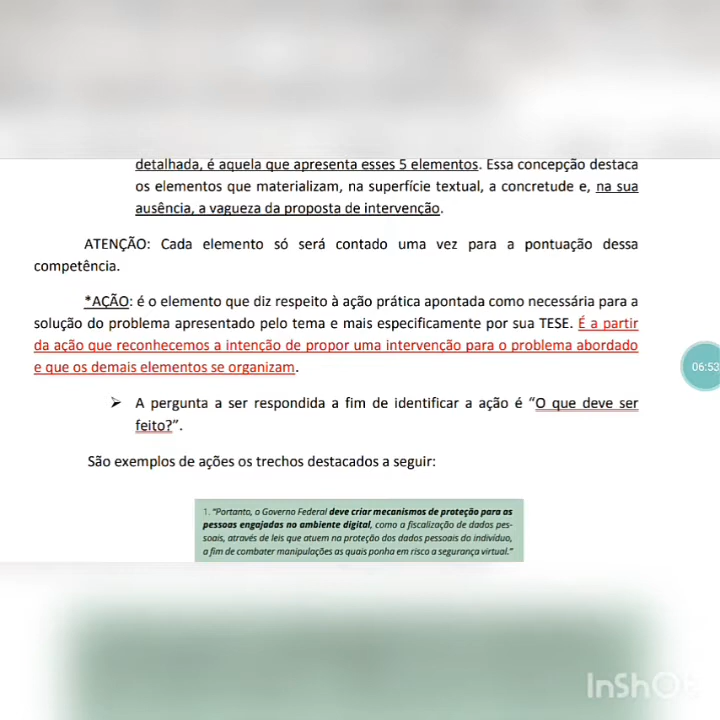 detalhada, é aquela que apresenta esses 5 elementos. Essa concepção destaca
os elementos que materializam, na superfície textual, a concretude e, na sua
ausência, a vagueza da proposta de intervenção.
ATENÇÃO: Cada elemento só será contado uma vez para a pontuação dessa
competência.
*AÇÃO: é o elemento que diz respeito à ação prática apontada como necessária para a
solução do problema apresentado pelo tema e mais especificamente por sua TESE. É a partir
da ação que reconhecemos a intenção de propor uma intervenção para o problema abordado
e que os demais elementos se organizam.
06:53
➢ A pergunta a ser respondida a fim de identificar a ação é “O que deve ser
feito?”.
São exemplos de ações os trechos destacados a seguir:
1. “Portanto, o Governo Federal deve criar mecanismos de proteção para as
pessoas engajadas no ambiente digital, como a fiscalização de dados pes-
soais, através de leis que atuem na proteção dos dados pessoais do indivíduo,
a fim de combater manipulações as quais ponha em risco a segurança virtual.”
InShOt